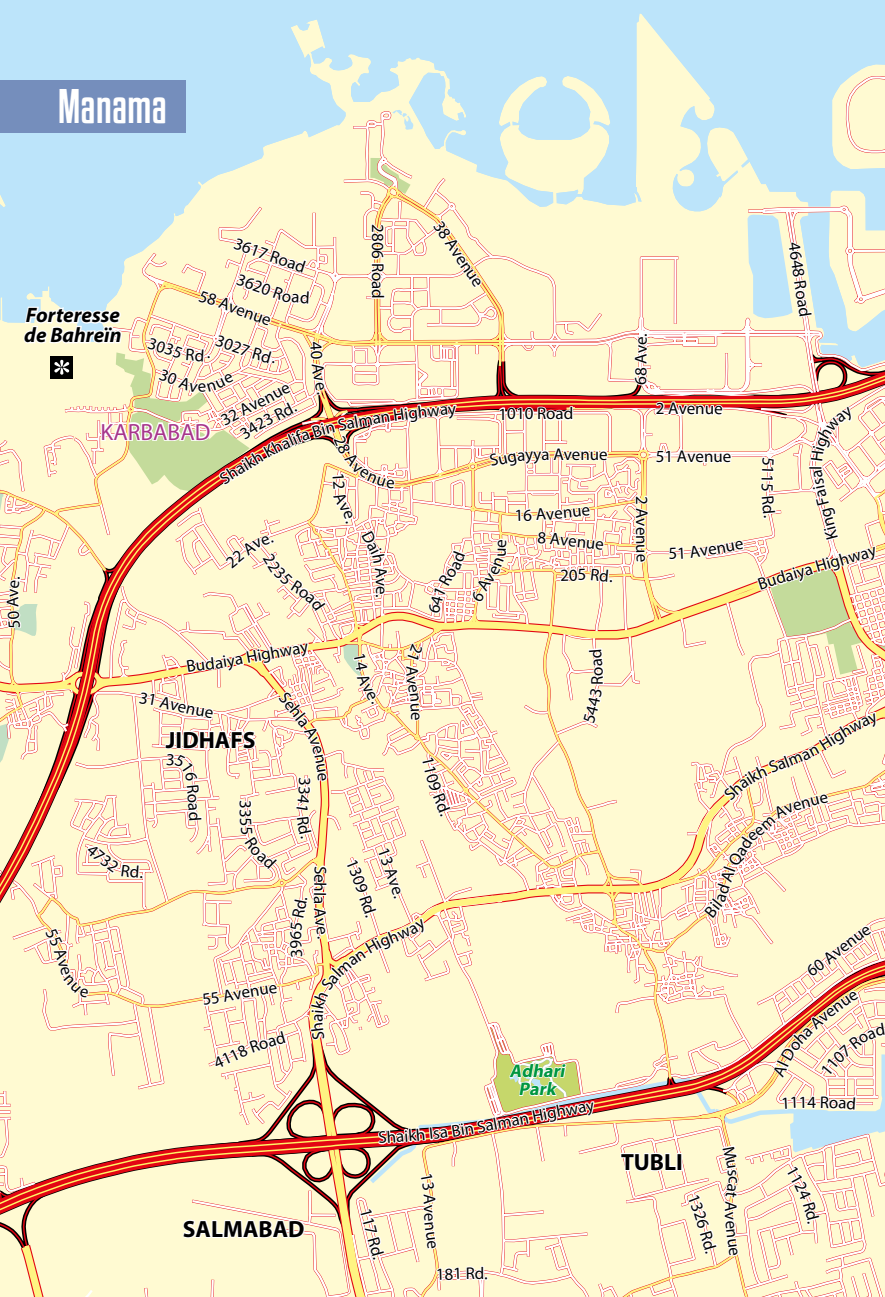 Manama
3617 Road
3620 Road
58 Avenue
2806 Road
38 Avenue
4648 Road
Forteresse
de Bahreïn
3035 Rd.
3027 Rd.
30 Avenue
32 Avenue
3423 Rd.
40 Ave.
68 Ave.
KARBABAD
Shaikh Khalifa Bin Salman Highway
1010 Road
2 Avenue
28 Avenue
Sugayya Avenue
51 Avenue
5115 Rd.
King Faisal Highway
12 Ave.
16 Avenue
2 Avenue
8 Avenue
51 Avenue
22 Ave.
2235 Road
Daih Ave.
641 Road
6 Avenue
205 Rd.
Budaiya Highway
50 Ave.
Budaiya Highway
14 Ave.
21 Avenue
5443 Road
31 Avenue
Sehla Avenue
JIDHAFS
3516 Road
3341 Rd.
3355 Road
1109 Rd.
Shaikh Salman Highway
Bilad Al Qadeem Avenue
4732 Rd.
Sehla Ave.
1309 Rd.
13 Ave.
3695 Rd.
55 Avenue
55 Avenue
Shaikh Salman Highway
4118 Road
60 Avenue
Al Doha Avenue
1107 Road
1114 Road
Adhari
Park
Shaikh Isa Bin Salman Highway
TUBLI
Muscat Avenue
1124 Rd.
1326 Rd.
13 Avenue
SALMABAD
117 Rd.
181 Rd.